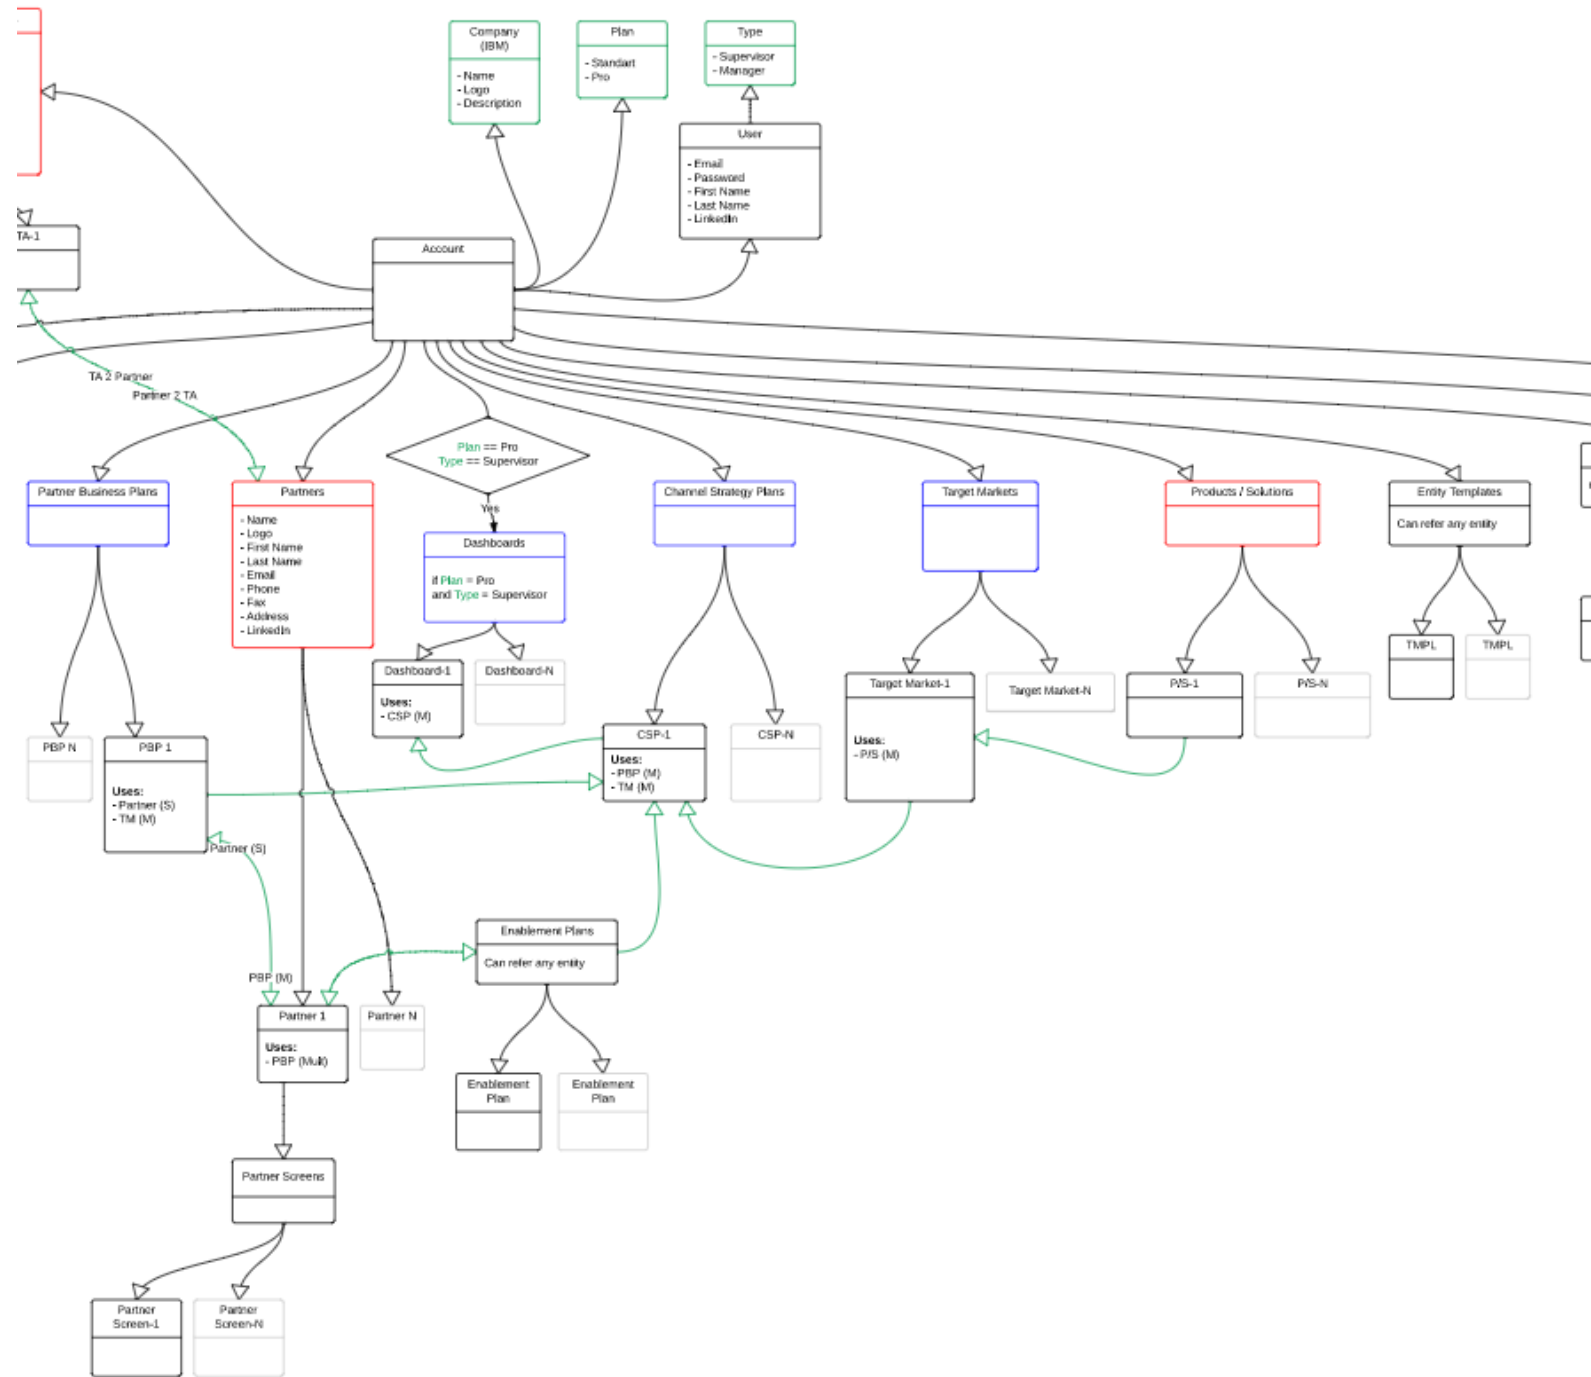 Company
(IBM)
- Name
- Logo
- Description
Plan
- Standart
- Pro
Type
- Supervisor
- Manager
User
- Email
- Password
- First Name
- Last Name
- LinkedIn
TA-1
Account
TA 2 Partner
Partner 2 TA
Plan == Pro
Type == Supervisor
Yes
Partner Business Plans
Partners
- Name
- Logo
- First Name
- Last Name
- Email
- Phone
- Fax
- Address
- LinkedIn
Dashboards
if Plan = Pro
and Type = Supervisor
Channel Strategy Plans
Target Markets
Products / Solutions
Entity Templates
Can refer any entity
Dashboard-1
Uses:
- CSP (M)
Dashboard-N
Target Market-1
Uses:
- P/S (M)
Target Market-N
P/S-1
P/S-N
TMPL
TMPL
PBP N
PBP 1
Uses:
- Partner (S)
- TM (M)
CSP-1
Uses:
- PBP (M)
- TM (M)
CSP-N
Partner (S)
PBP (M)
Enablement Plans
Can refer any entity
Partner 1
Uses:
- PBP (Mult)
Partner N
Enablement
Plan
Enablement
Plan
Partner Screens
Partner
Screen-1
Partner
Screen-N